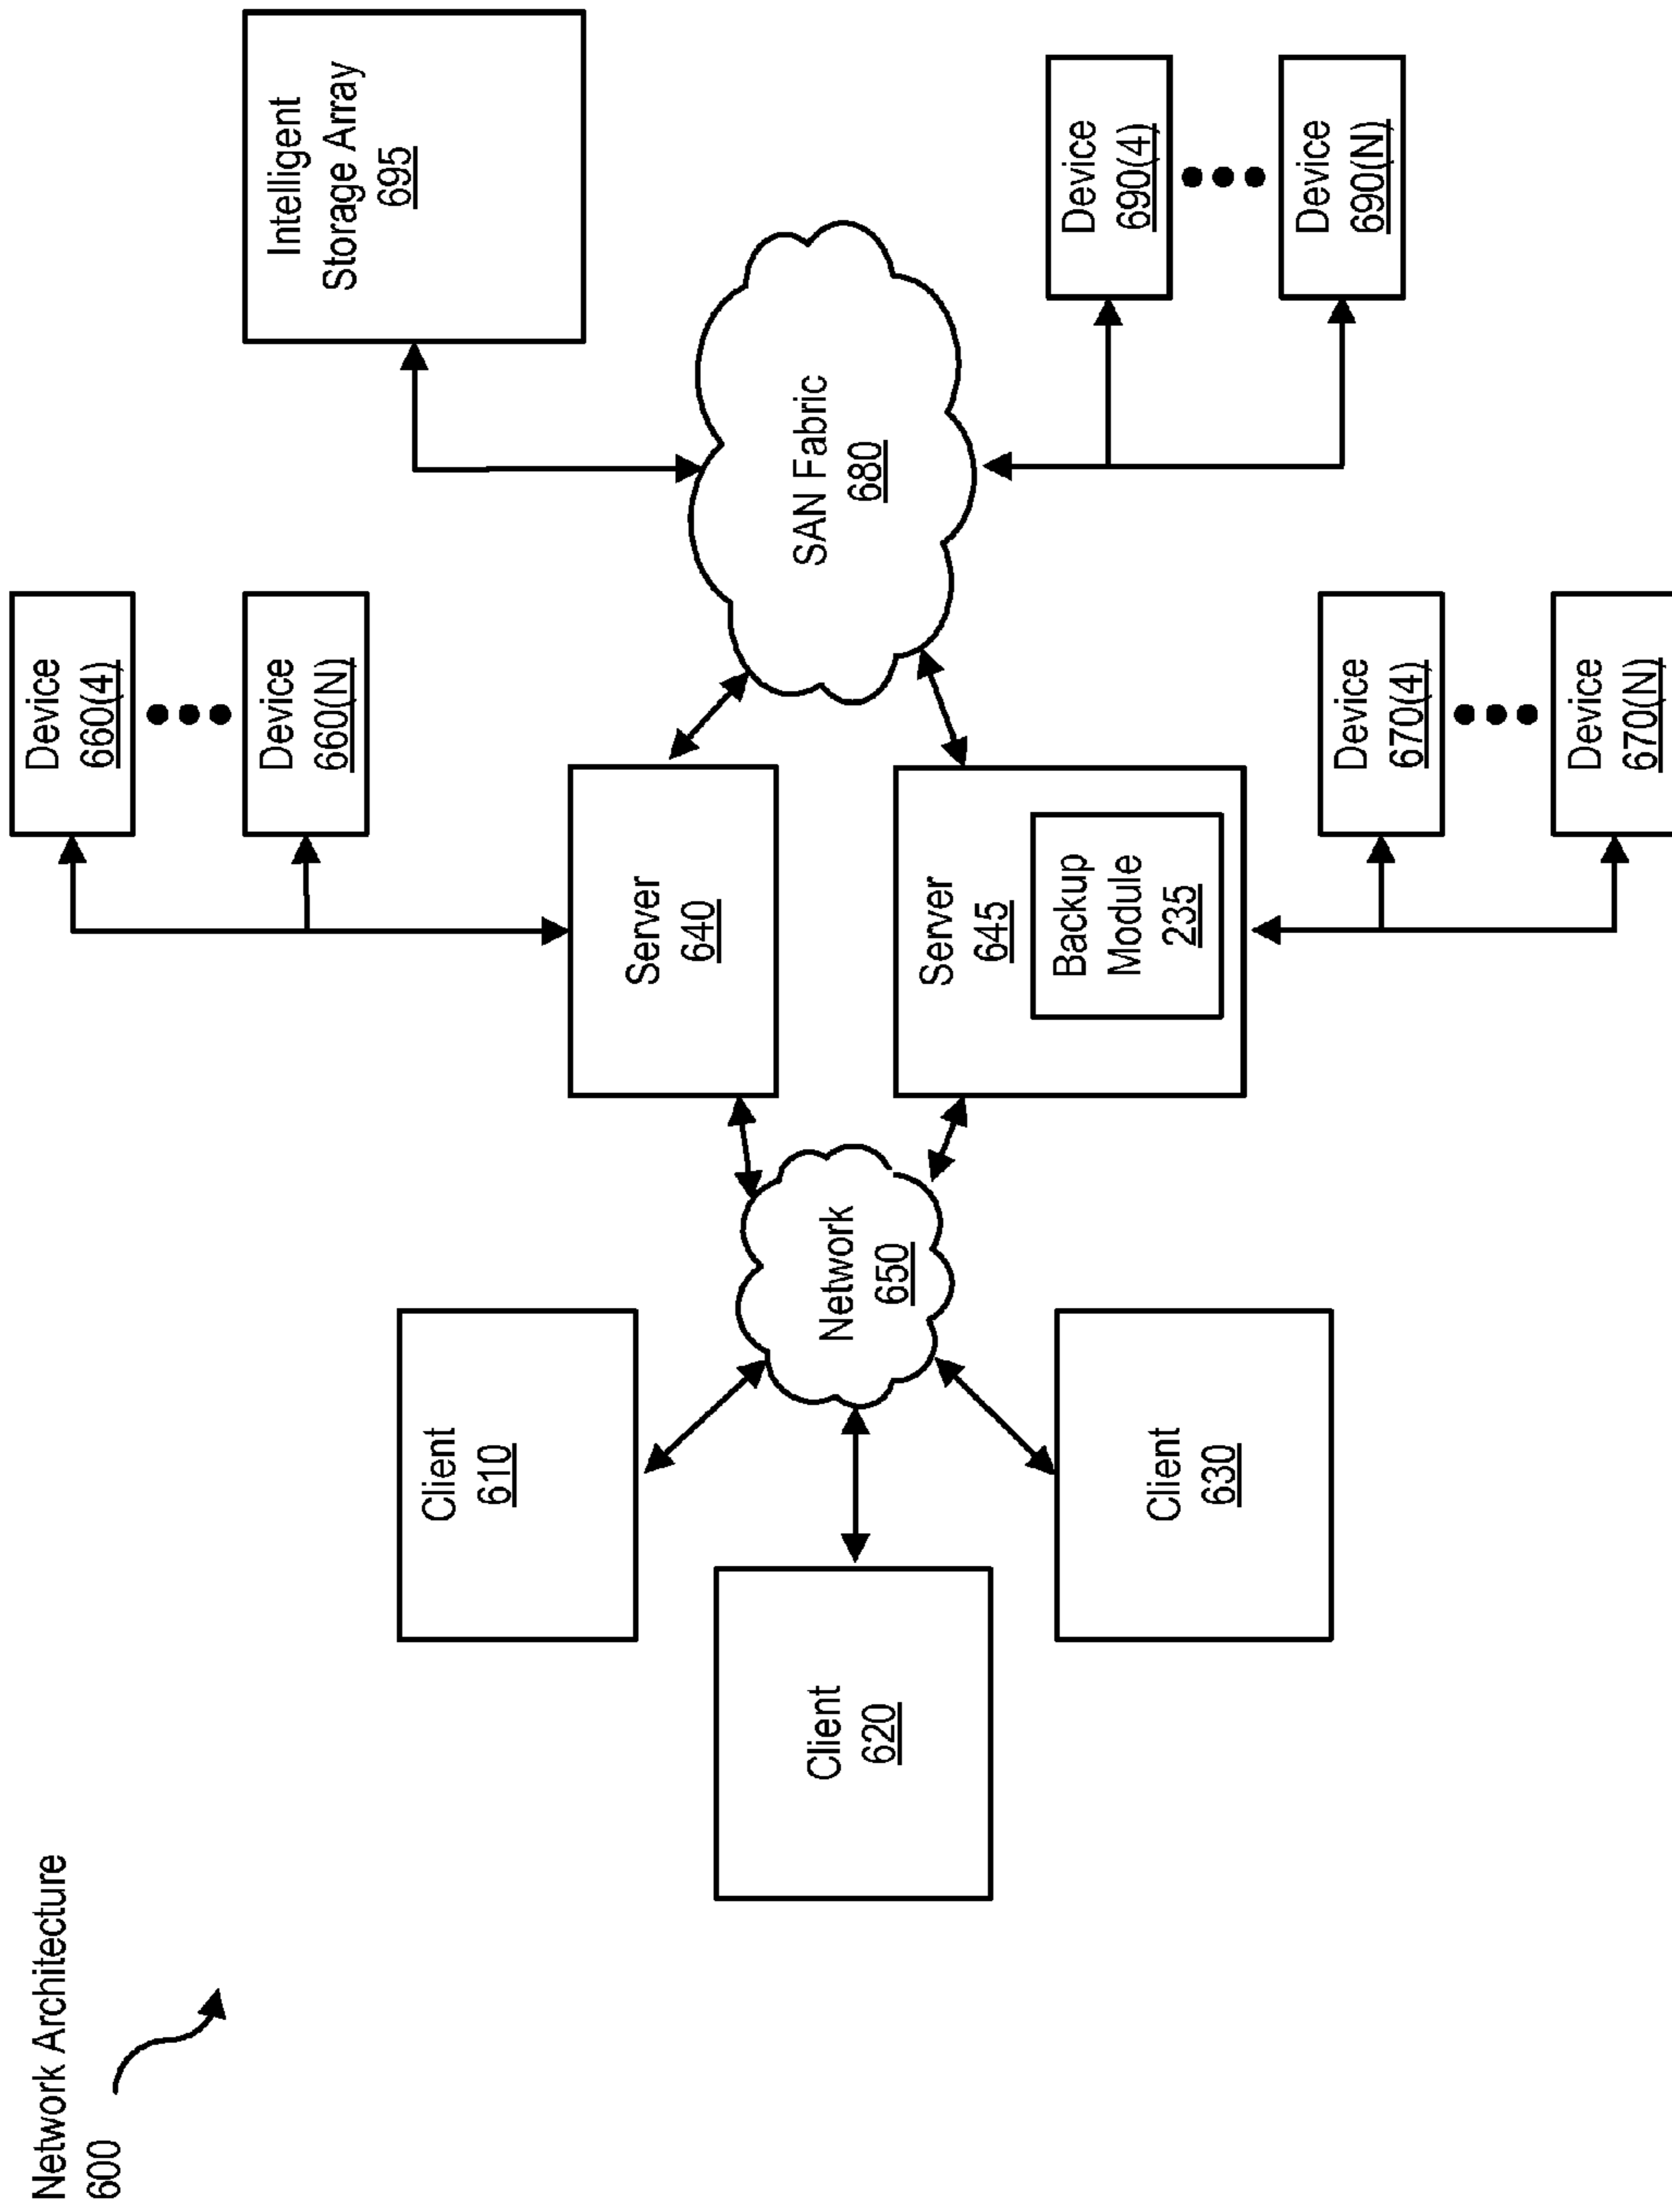 Network Architecture
600
Device
660(4)
Device
660(N)
Intelligent
Storage Array
695
Client
610
Server
640
Client
620
Network
650
SAN Fabric
680
Server
645
Backup
Module
235
Client
630
Device
690(4)
Device
690(N)
Device
670(4)
Device
670(N)